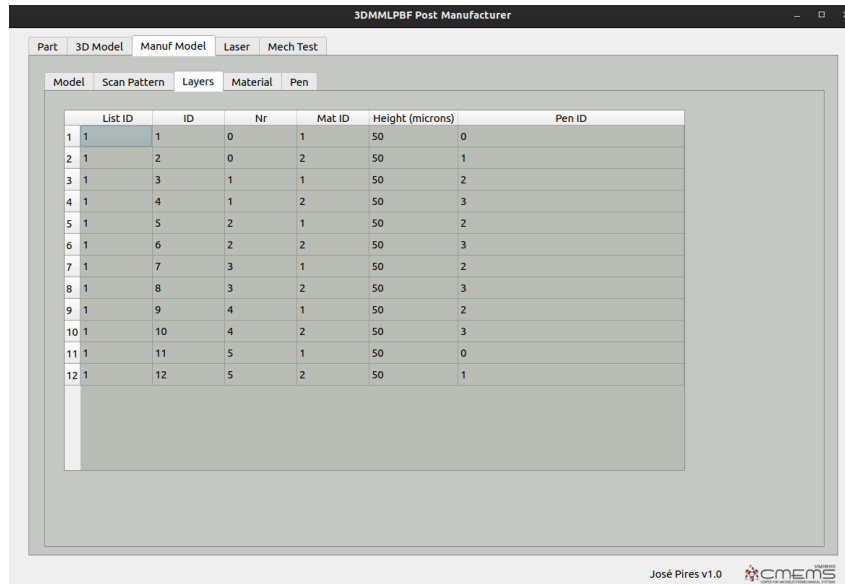 3DMMLPBF Post Manufacturer
Part 3D Model Manuf Model Laser Mech Test
Model Scan Pattern Layers Material Pen
List ID ID Nr Mat ID Height (microns) Pen ID
1 1 1 0 1 50 0
2 1 2 0 2 50 1
3 1 3 1 1 50 2
4 1 4 1 2 50 3
5 1 5 2 1 50 2
6 1 6 2 2 50 3
7 1 7 3 1 50 2
8 1 8 3 2 50 3
9 1 9 4 1 50 2
10 1 10 4 2 50 3
11 1 11 5 1 50 0
12 1 12 5 2 50 1
José Pires v1.0 CMEMS